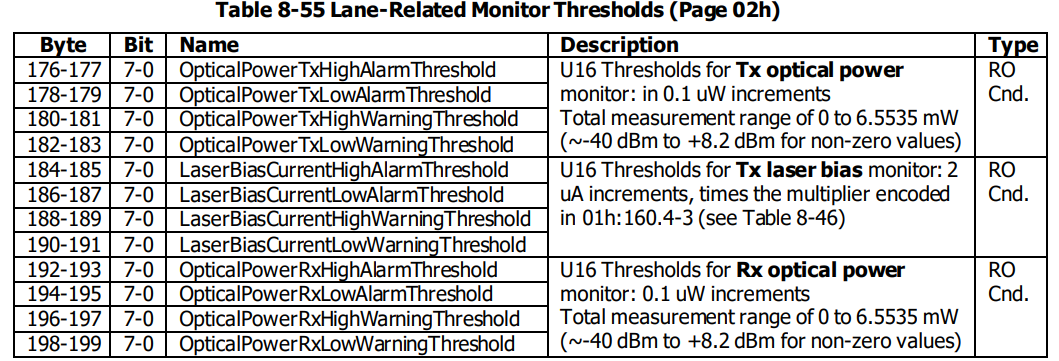 Table 8-55 Lane-Related Monitor Thresholds (Page 02h)
Byte Bit Name Description Type
176-177 7-0 OpticalPowerTxHighAlarmThreshold U16 Thresholds for Tx optical power RO
178-179 7-0 OpticalPowerTxLowAlarmThreshold monitor: in 0.1 uW increments Cnd.
180-181 7-0 OpticalPowerTxHighWarningThreshold Total measurement range of 0 to 6.5535 mW
182-183 7-0 OpticalPowerTxLowWarningThreshold (~-40 dBm to +8.2 dBm for non-zero values)
184-185 7-0 LaserBiasCurrentHighAlarmThreshold U16 Thresholds for Tx laser bias monitor: 2 RO
186-187 7-0 LaserBiasCurrentLowAlarmThreshold uA increments, times the multiplier encoded Cnd.
188-189 7-0 LaserBiasCurrentHighWarningThreshold in 01h:160.4-3 (see Table 8-46)
190-191 7-0 LaserBiasCurrentLowWarningThreshold
192-193 7-0 OpticalPowerRxHighAlarmThreshold U16 Thresholds for Rx optical power RO
194-195 7-0 OpticalPowerRxLowAlarmThreshold monitor: 0.1 uW increments Cnd.
196-197 7-0 OpticalPowerRxHighWarningThreshold Total measurement range of 0 to 6.5535 mW
198-199 7-0 OpticalPowerRxLowWarningThreshold (~-40 dBm to +8.2 dBm for non-zero values)